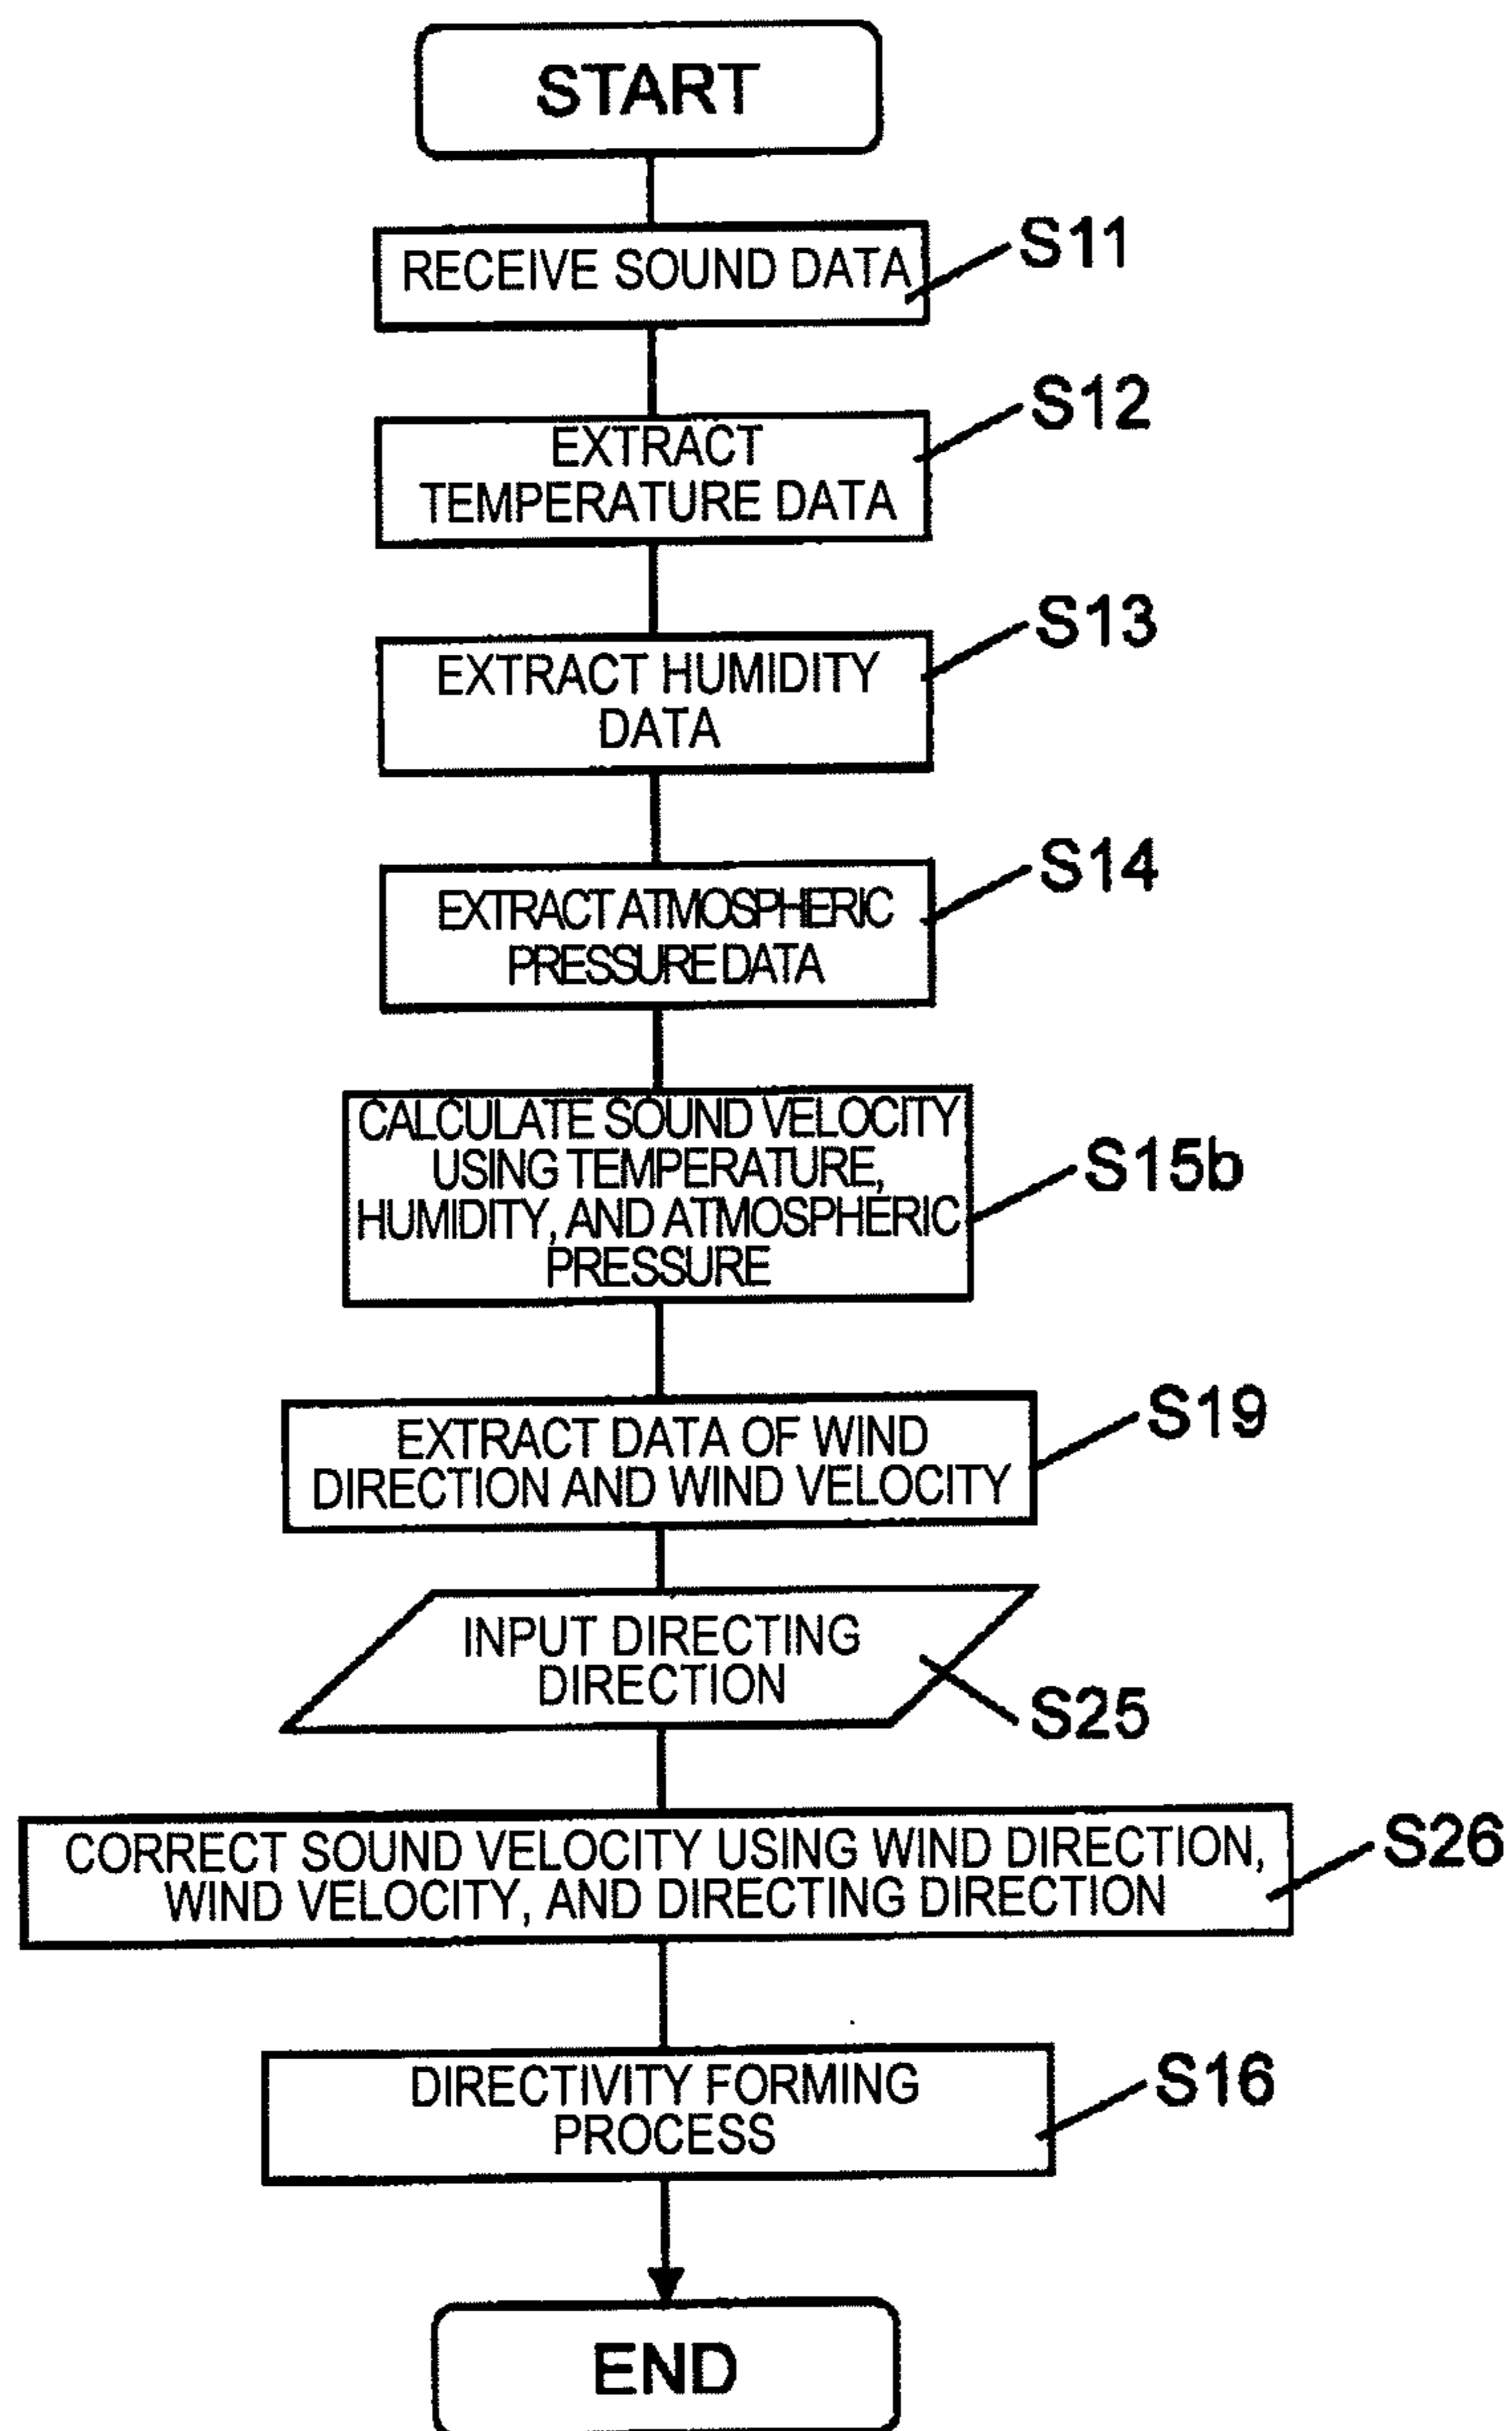 START
RECEIVE SOUND DATA
S11
EXTRACT
TEMPERATURE DATA
S12
EXTRACT HUMIDITY
DATA
S13
EXTRACT ATMOSPHERIC
PRESSURE DATA
S14
CALCULATE SOUND VELOCITY
USING TEMPERATURE,
HUMIDITY, AND ATMOSPHERIC
PRESSURE
S15b
EXTRACT DATA OF WIND
DIRECTION AND WIND VELOCITY
S19
INPUT DIRECTING
DIRECTION
S25
CORRECT SOUND VELOCITY USING WIND DIRECTION,
WIND VELOCITY, AND DIRECTING DIRECTION
S26
DIRECTIVITY FORMING
PROCESS
S16
END